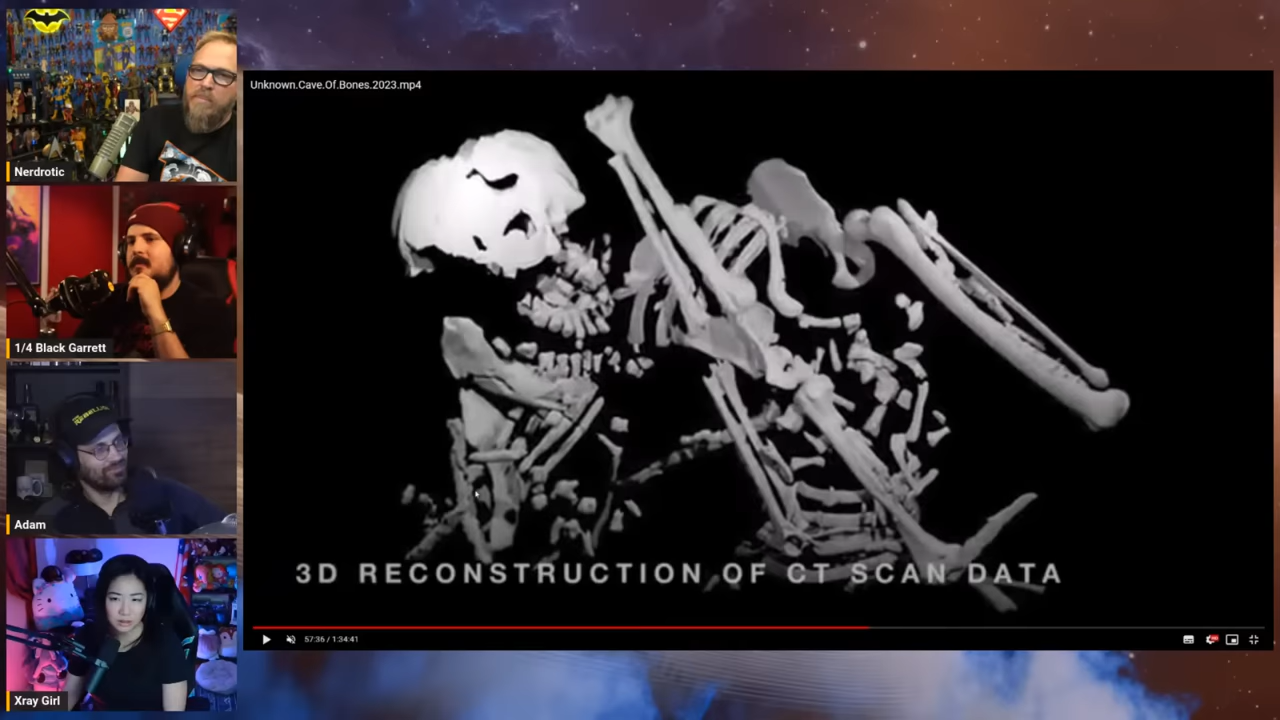 Unknown.Cave.Of.Bones.2023.mp4
Nerdrotic
1/4 Black Garrett
Adam
Xray Girl
3D RECONSTRUCTION OF CT SCAN DATA
57:36 / 1:34:41